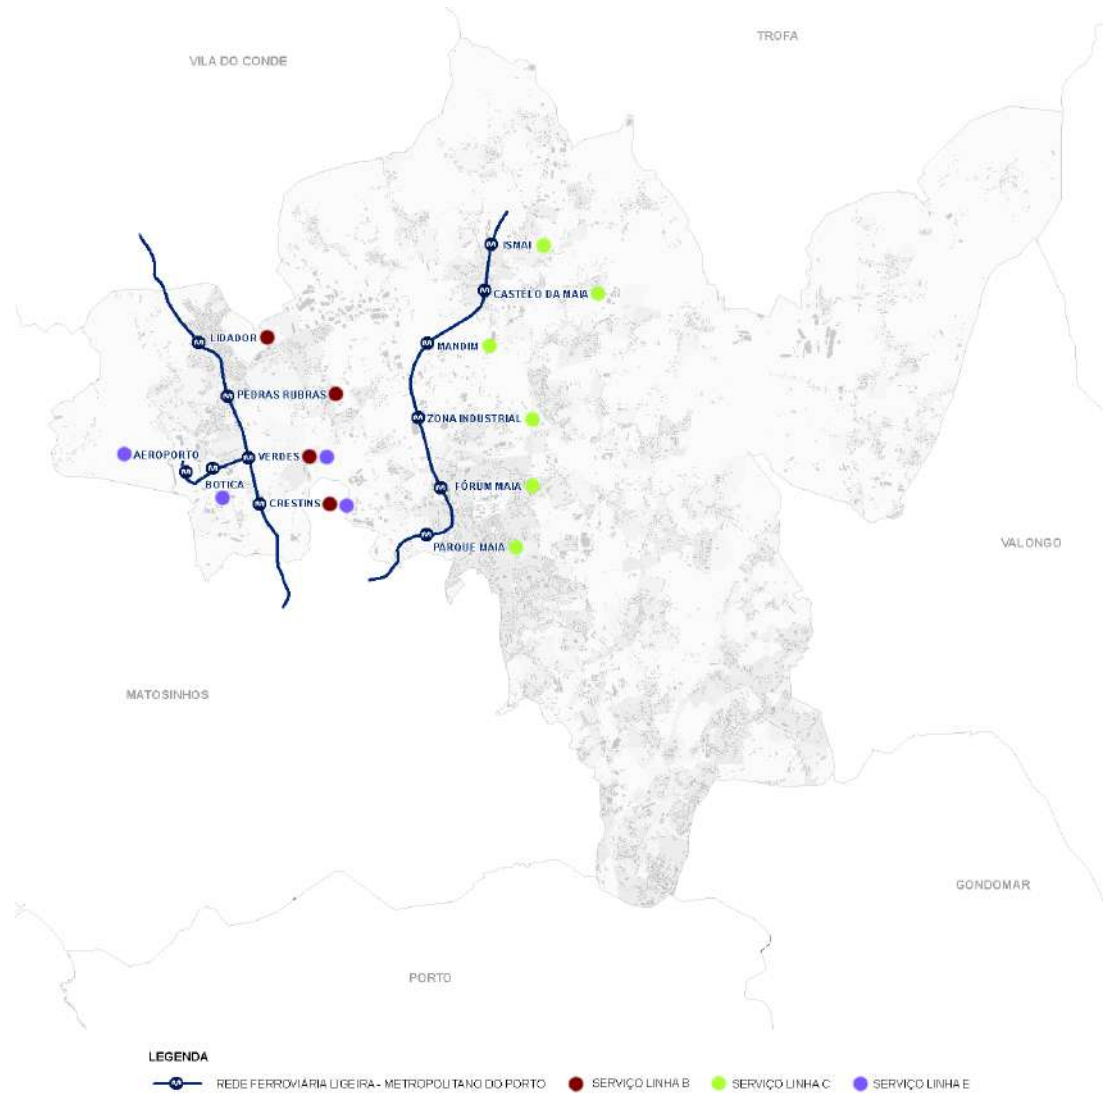 TROFA
VILA DO CONDE
ISMAI
CASTELO DA MAIA
LIDADOR
MANDIM
PEDRAS RUBRAS
ZONA INDUSTRIAL
AEROPORTO
VERDES
BOTICA
FÓRUM MAIA
CRESTINS
PARQUE MAIA
VALONGO
MATOSINHOS
GONDOMAR
PORTO
LEGENDA
REDE FERROVIÁRIA LIGEIRA - METROPOLITANO DO PORTO
SERVIÇO LINHA B
SERVIÇO LINHA C
SERVIÇO LINHA E